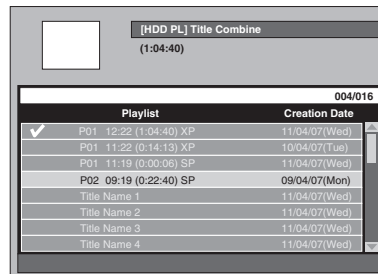 [HDD PL] Title Combine
(1:04:40)
004/016
Playlist Creation Date
P01 12:22 (1:04:40) XP 11/04/07(Wed)
P01 11:22 (0:14:13) XP 10/04/07(Tue)
P01 11:19 (0:00:06) SP 11/04/07(Wed)
P02 09:19 (0:22:40) SP 09/04/07(Mon)
Title Name 1 11/04/07(Wed)
Title Name 2 11/04/07(Wed)
Title Name 3 11/04/07(Wed)
Title Name 4 11/04/07(Wed)